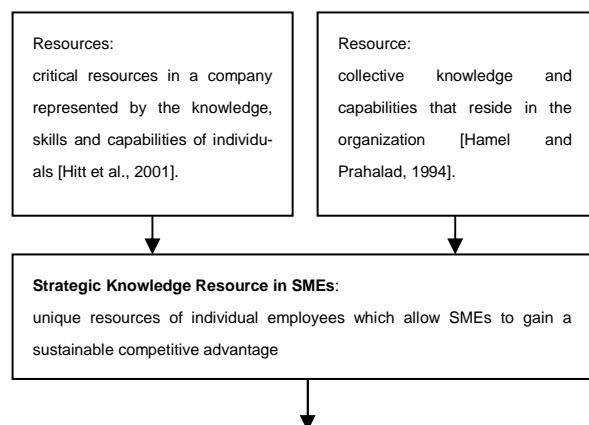 Resources:
critical resources in a company
represented by the knowledge,
skills and capabilities of individu-
als [Hitt et al., 2001].
Resource:
collective knowledge and
capabilities that reside in the
organization [Hamel and
Prahalad, 1994].
Strategic Knowledge Resource in SMEs:
unique resources of individual employees which allow SMEs to gain a
sustainable competitive advantage